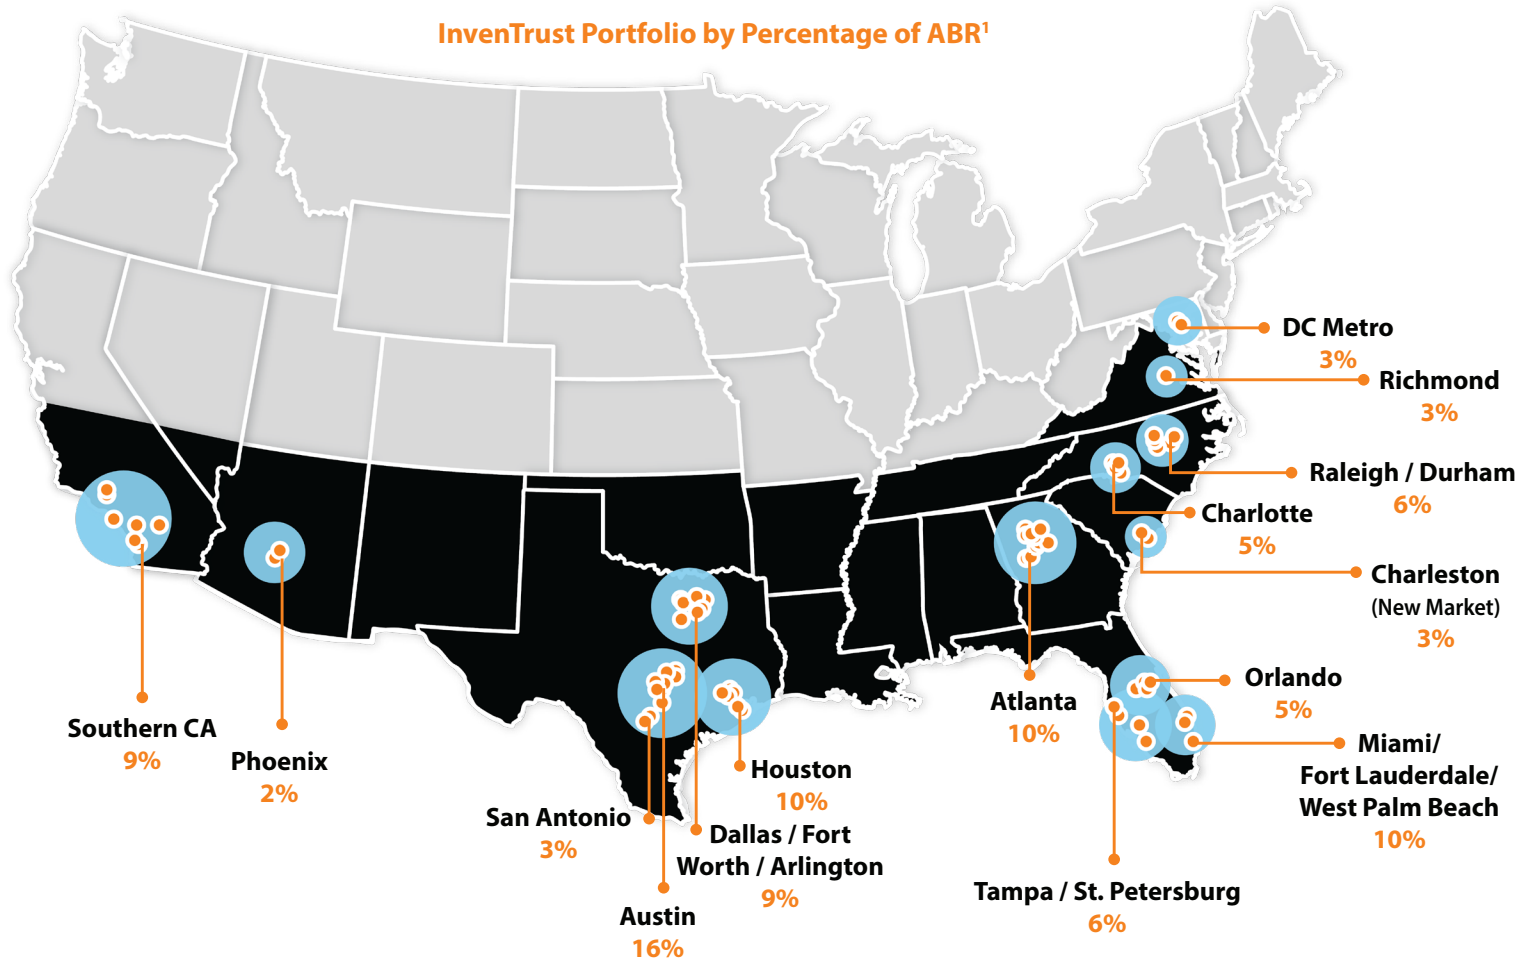 InvenTrust Portfolio by Percentage of ABR¹
DC Metro
3%
Richmond
3%
Raleigh / Durham
6%
Charlotte
5%
Charleston
(New Market)
3%
Orlando
5%
Atlanta
10%
Miami/
Fort Lauderdale/
West Palm Beach
10%
Southern CA
9%
Phoenix
2%
Houston
10%
San Antonio
3%
Dallas / Fort
Worth / Arlington
9%
Tampa / St. Petersburg
6%
Austin
16%